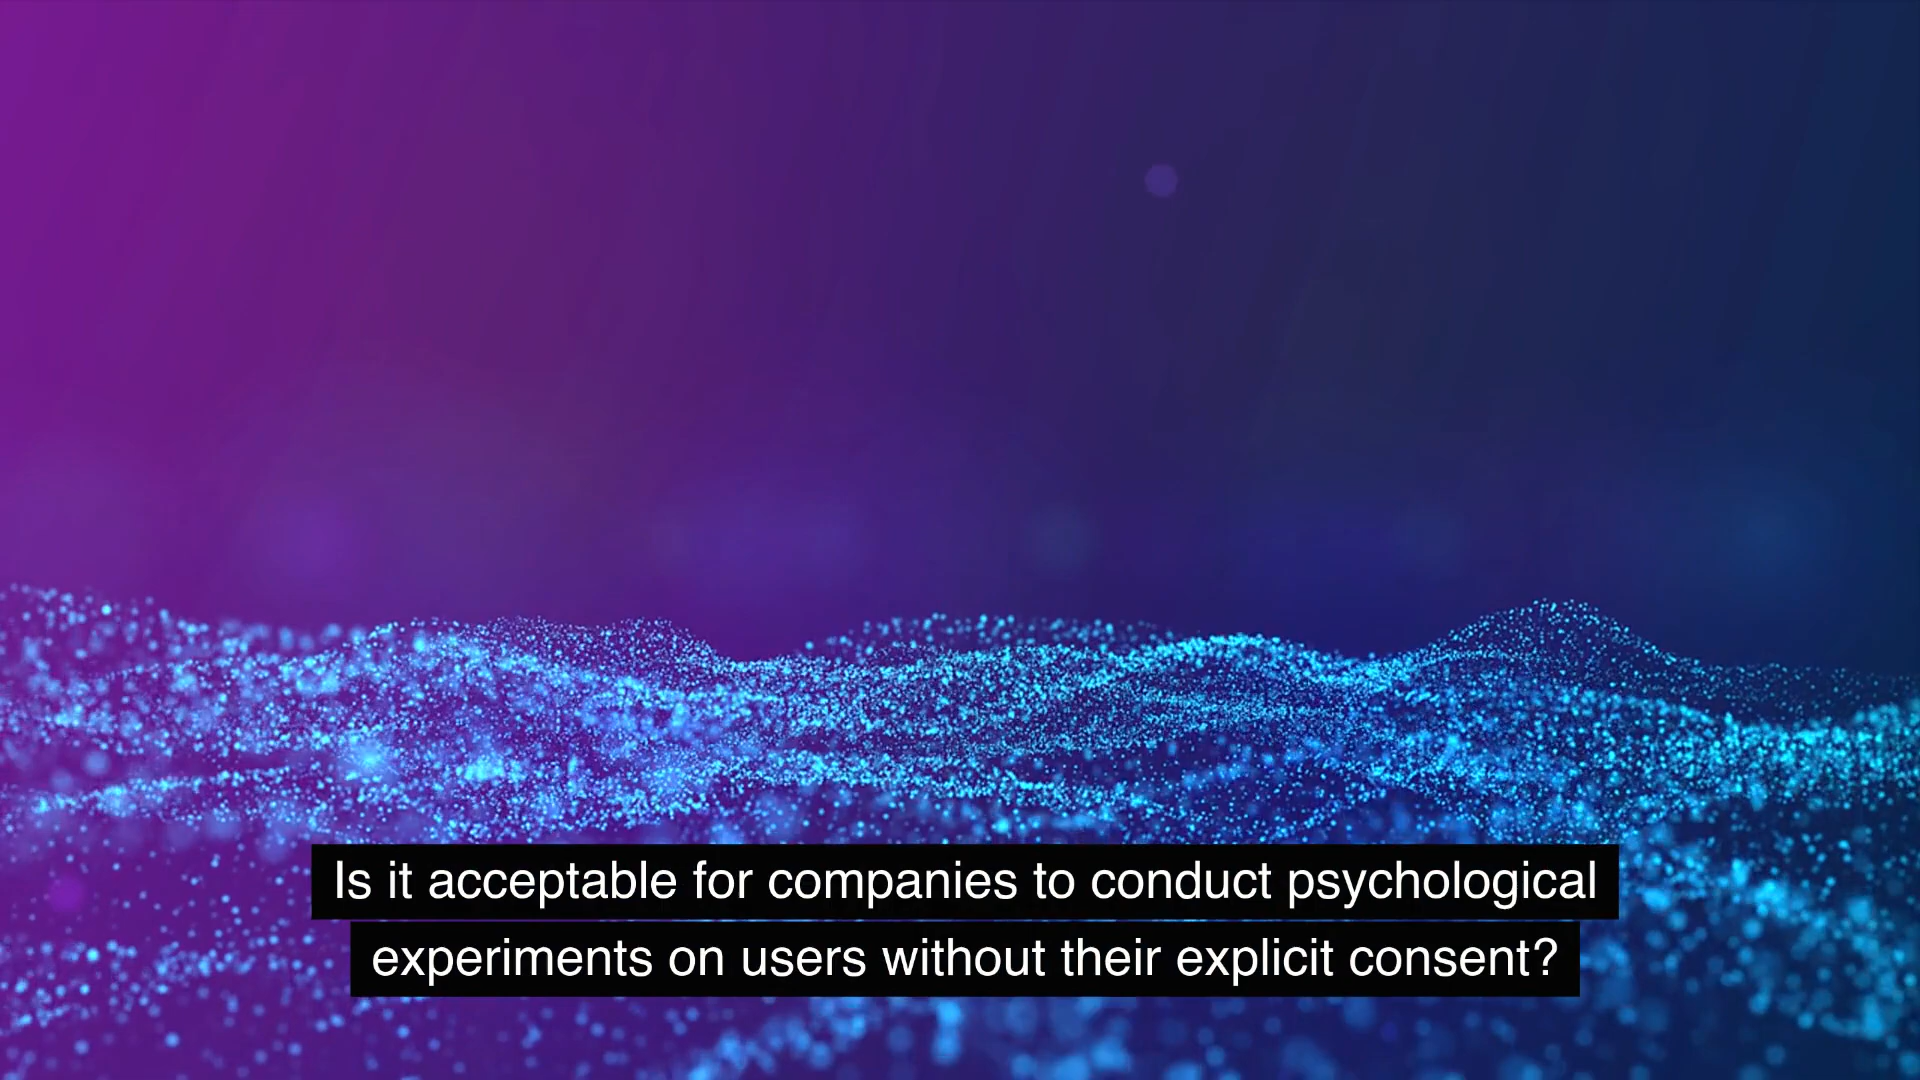 Is it acceptable for companies to conduct psychological
experiments on users without their explicit consent?